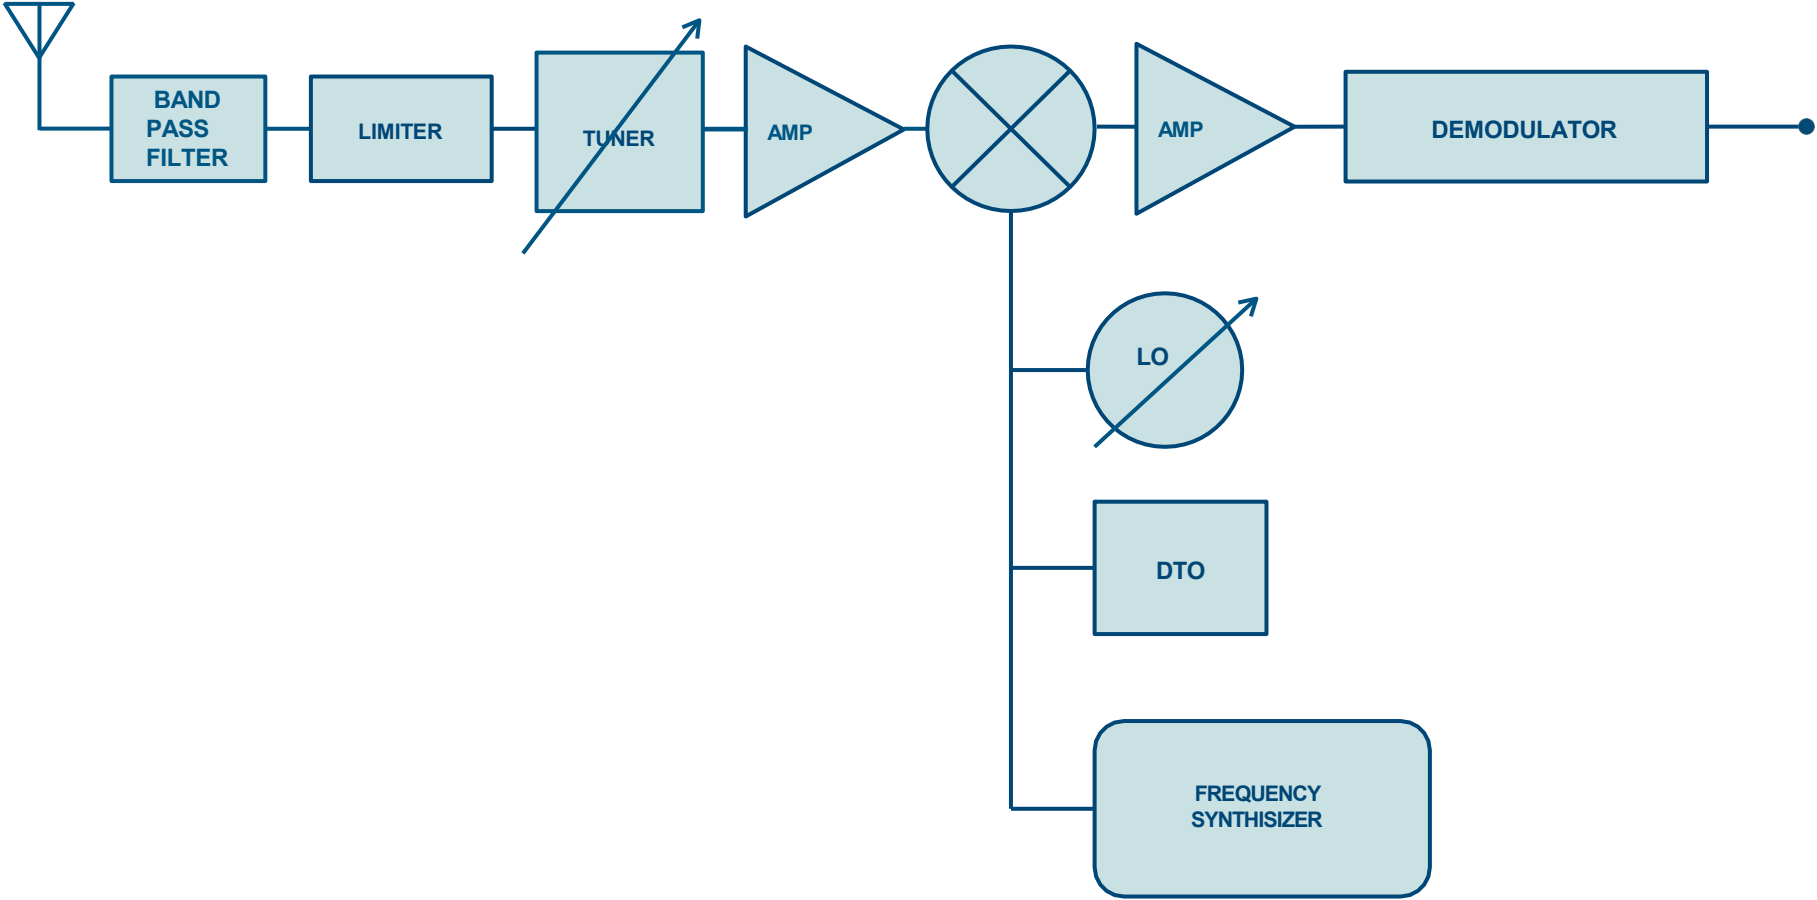 BAND
PASS
FILTER
LIMITER
TUNER
AMP
AMP
DEMODULATOR
LO
DTO
FREQUENCY
SYNTHISIZER